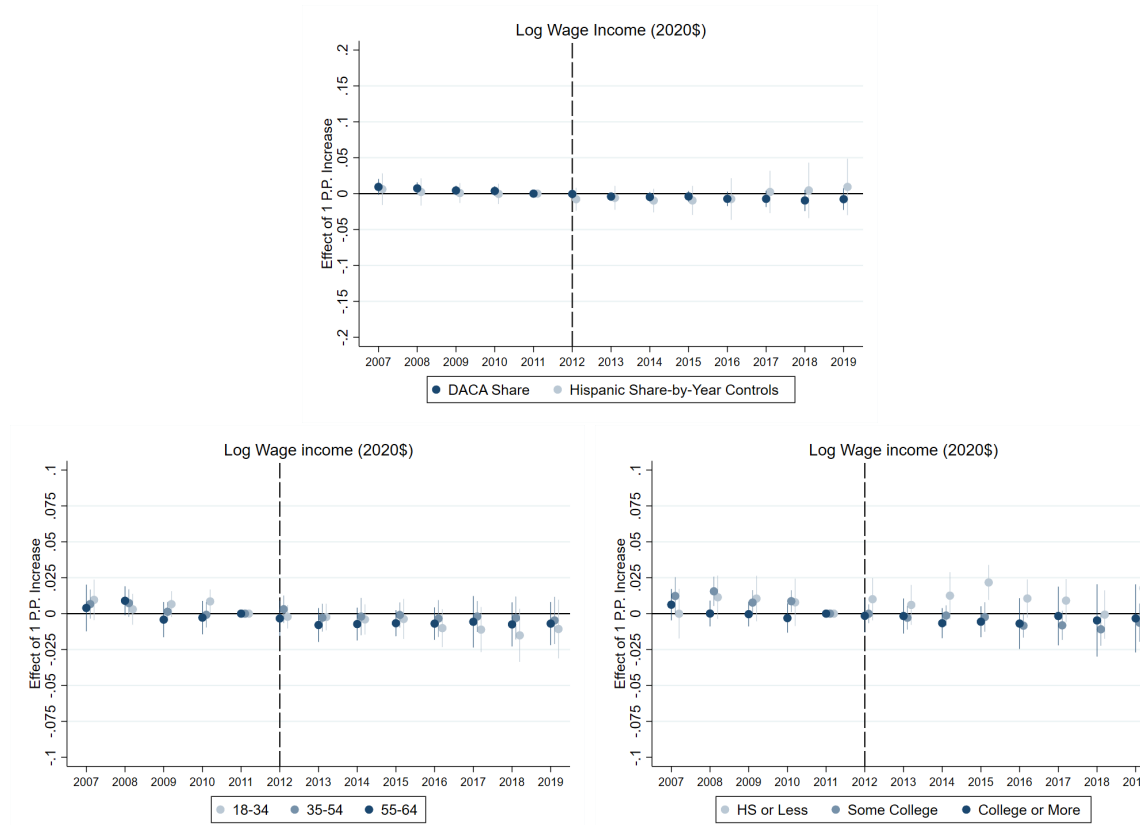 Log Wage Income (2020$)
Effect of 1 P.P. Increase
.2
.15
.1
.05
0
-.05
-.1
-.15
-.2
2007 2008 2009 2010 2011 2012 2013 2014 2015 2016 2017 2018 2019
DACA Share Hispanic Share-by-Year Controls
Log Wage income (2020$)
Effect of 1 P.P. Increase
.1
.075
.05
.025
0
-.025
-.05
-.075
-.1
2007 2008 2009 2010 2011 2012 2013 2014 2015 2016 2017 2018 2019
18-34 35-54 55-64
Log Wage income (2020$)
Effect of 1 P.P. Increase
.1
.075
.05
.025
0
-.025
-.05
-.075
-.1
2007 2008 2009 2010 2011 2012 2013 2014 2015 2016 2017 2018
HS or Less Some College College or More